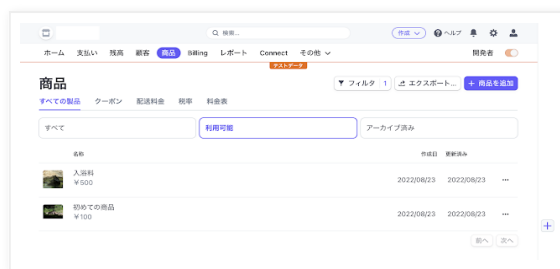 検索...
作成
ヘルプ
ホーム 支払い 残高 顧客 商品 Billing レポート Connect その他 開発者
テストデータ
商品
フィルタ 1 エクスポート... + 商品を追加
すべての製品 クーポン 配送料金 税率 料金表
すべて 利用可能 アーカイブ済み
名称 作成日 更新済み
入浴料 2022/08/23 2022/08/23 ...
¥500
初めての商品 2022/08/23 2022/08/23 ...
¥100
前へ 次へ